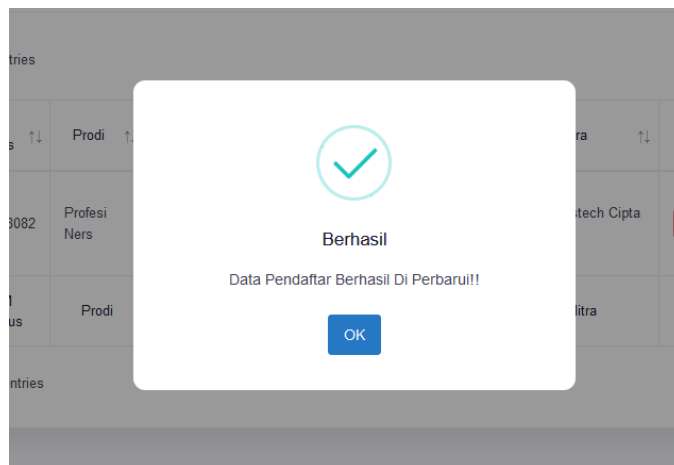 tries
s
Prodi
ra
3082
Profesi
Ners
stech Cipta
Berhasil
Data Pendaftar Berhasil Di Perbarui!!
OK
us
Prodi
litra
ntries